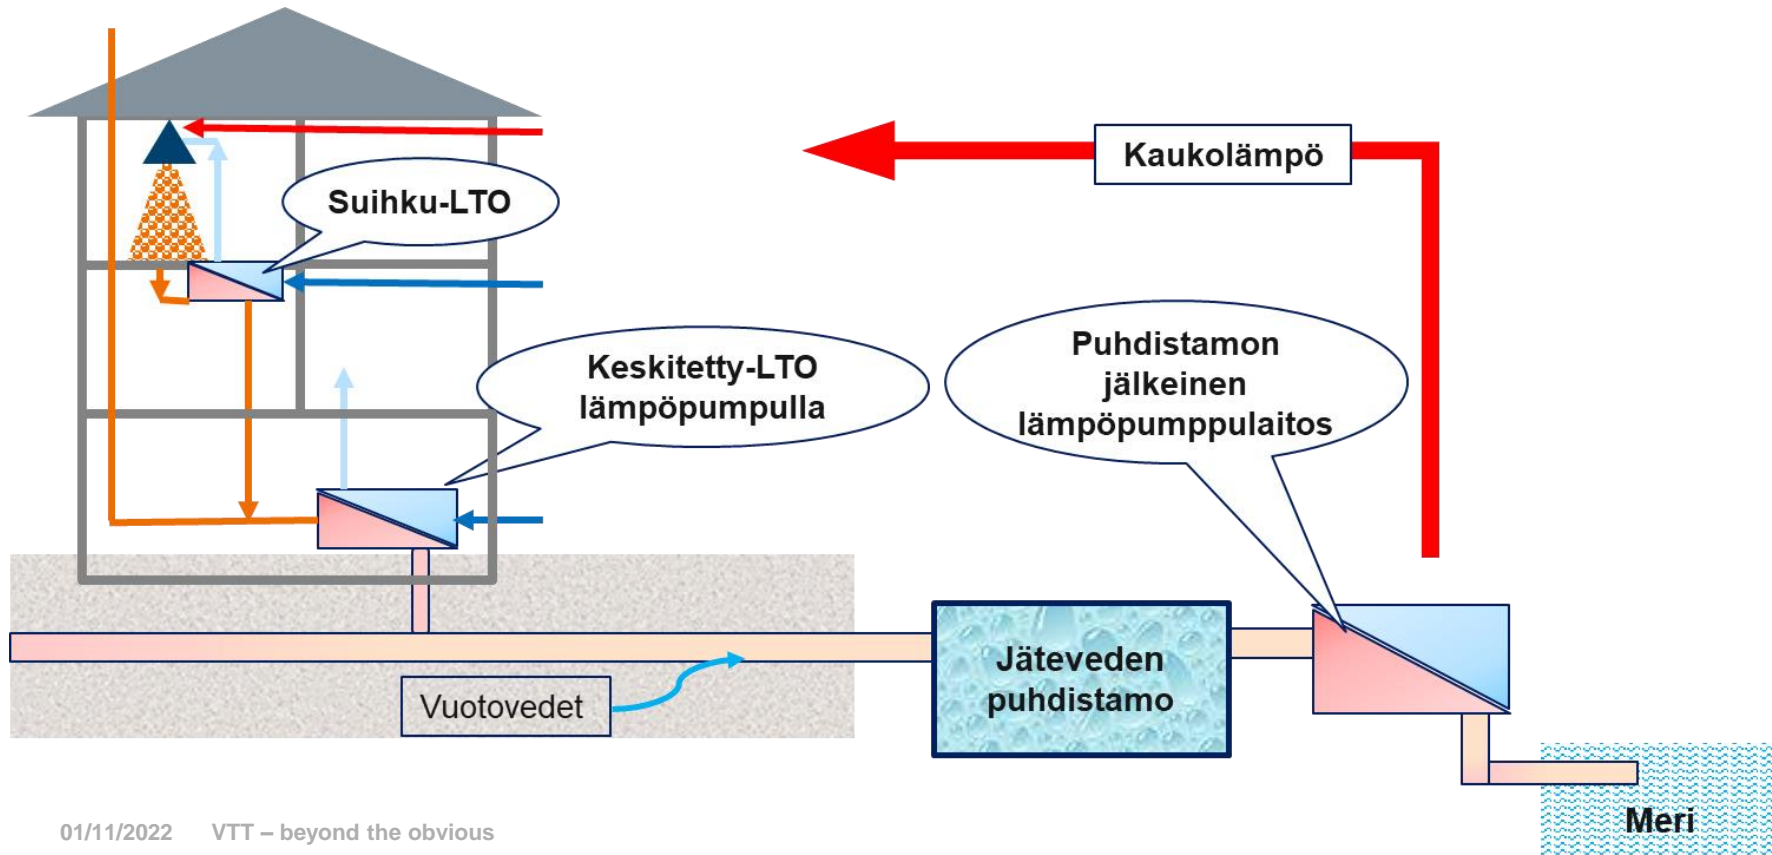 Kaukolämpö
Suihku-LTO
Keskitetty-LTO
lämpöpumpulla
Puhdistamon
jälkeinen
lämpöpumppulaitos
Vuotovedet
Jäteveden
puhdistamo
Meri
01/11/2022 VTT – beyond the obvious